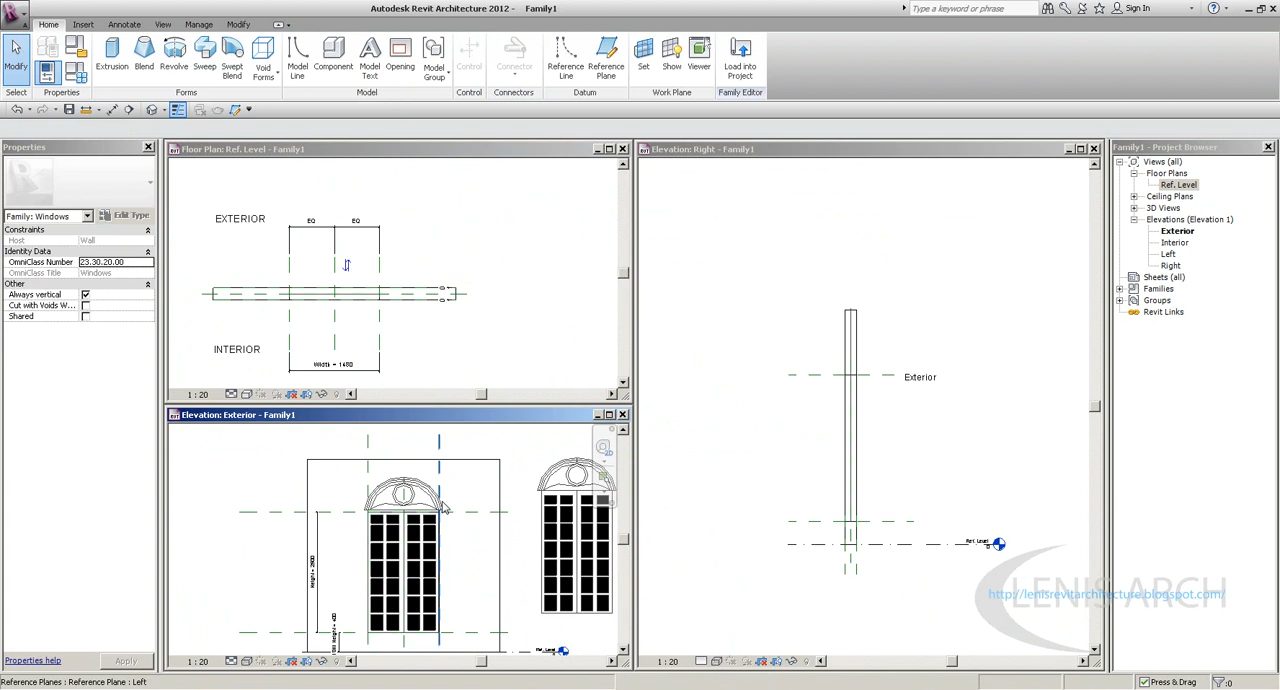 Autodesk Revit Architecture 2012 - Family1
Type a keyword or phrase
Sign In
Home Insert Annotate View Manage Modify
Modify
Extrusion Blend Revolve Sweep Swept Blend Void Forms
Model Line Component Model Text Opening Model Group
Control Connector
Reference Line Reference Plane
Set Show Viewer
Load into Project
Select Properties Forms Model Control Connectors Datum Work Plane Family Editor
Properties
Family: Windows
Edit Type
Constraints
Host Wall
Identity Data
OmniClass Number 23.30.20.00
OmniClass Title Windows
Other
Always vertical
Cut with Voids W...
Shared
Properties help
Apply
Floor Plan: Ref. Level - Family1
EXTERIOR
EQ EQ
INTERIOR
1 : 20
Elevation: Exterior - Family1
2D
Ref. Level
1 : 20
Elevation: Right - Family1
Exterior
Ref. Level
1 : 20
LENIS ARCH
http://lenisrevitarchitecture.blogspot.com/
Family1 - Project Browser
Views (all)
Floor Plans
Ref. Level
Ceiling Plans
3D Views
Elevations (Elevation 1)
Exterior
Interior
Left
Right
Sheets (all)
Families
Groups
Revit Links
Reference Planes : Reference Plane : Left
Press & Drag
:0